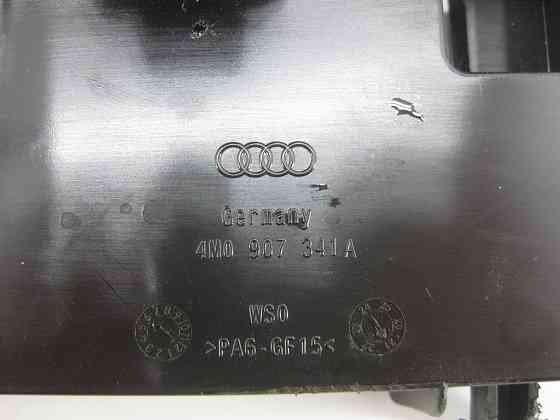 Germany
4M0 907 341A
WSO
>PA6-GF15<